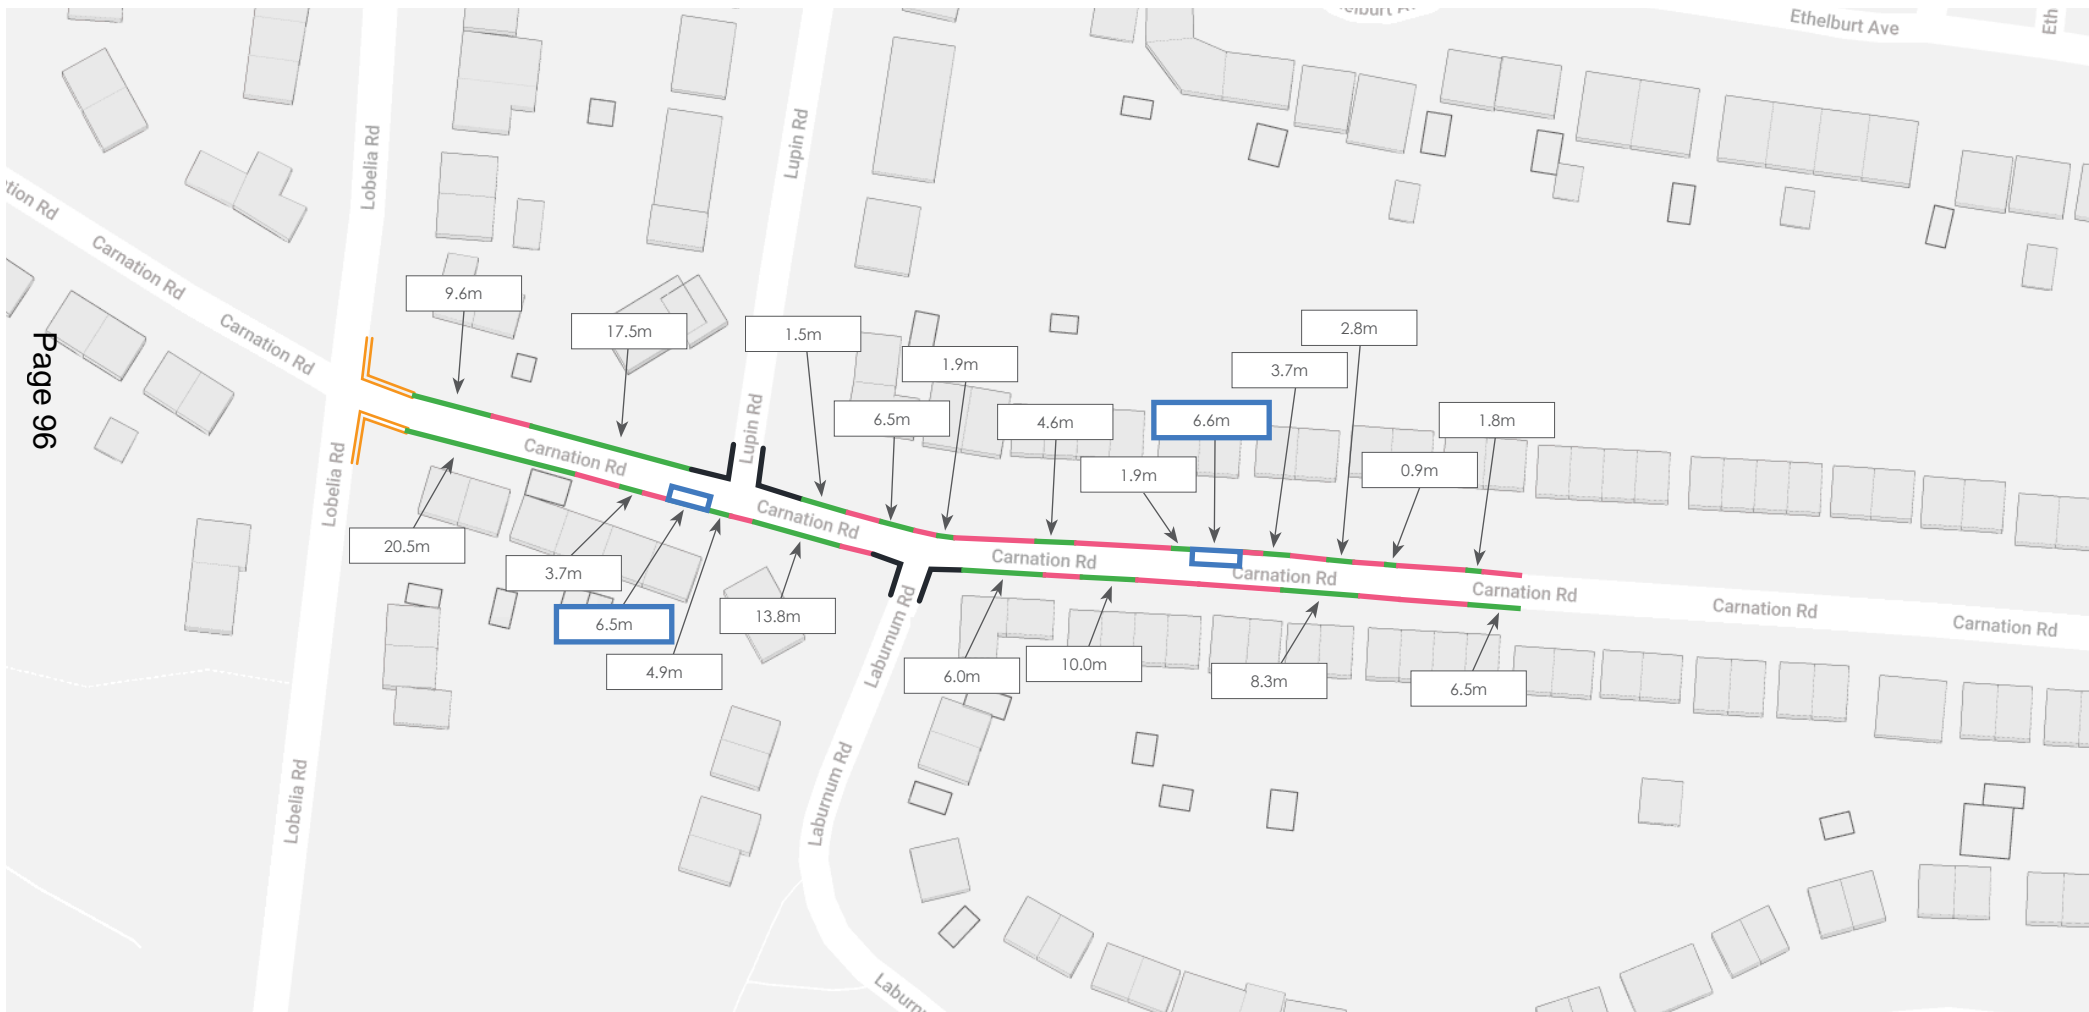 elburt Av
Ethelburt Ave
Eth
Lobelia Rd
Lupin Rd
tion Rd
Carnation Rd
Carnation Rd
Page 96
9.6m
17.5m
1.5m
1.9m
2.8m
3.7m
6.5m
4.6m
6.6m
1.8m
1.9m
0.9m
Lupin Rd
Lobelia Rd
Carnation Rd
Carnation Rd
Carnation Rd
Carnation Rd
Carnation Rd
Carnation Rd
Carnation Rd
20.5m
3.7m
6.5m
4.9m
13.8m
Laburnum Rd
6.0m
10.0m
8.3m
6.5m
Lobelia Rd
Laburnum Rd
Laburn